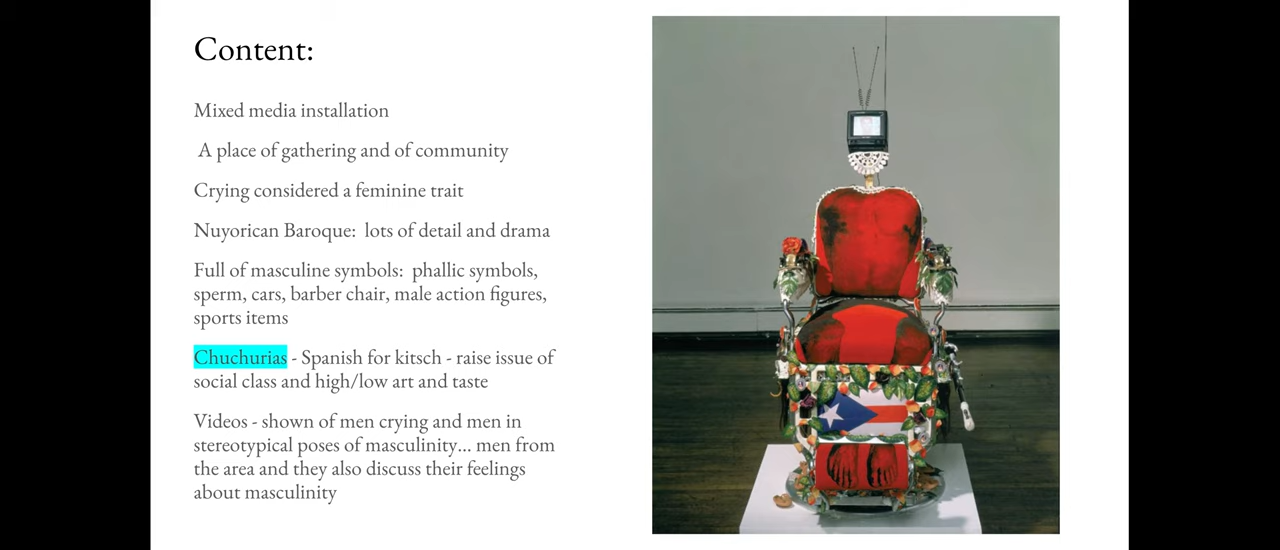 Content:
Mixed media installation
A place of gathering and of community
Crying considered a feminine trait
Nuyorican Baroque:  lots of detail and drama
Full of masculine symbols:  phallic symbols,
sperm, cars, barber chair, male action figures,
sports items
Chuchurias - Spanish for kitsch - raise issue of
social class and high/low art and taste
Videos - shown of men crying and men in
stereotypical poses of masculinity... men from
the area and they also discuss their feelings
about masculinity